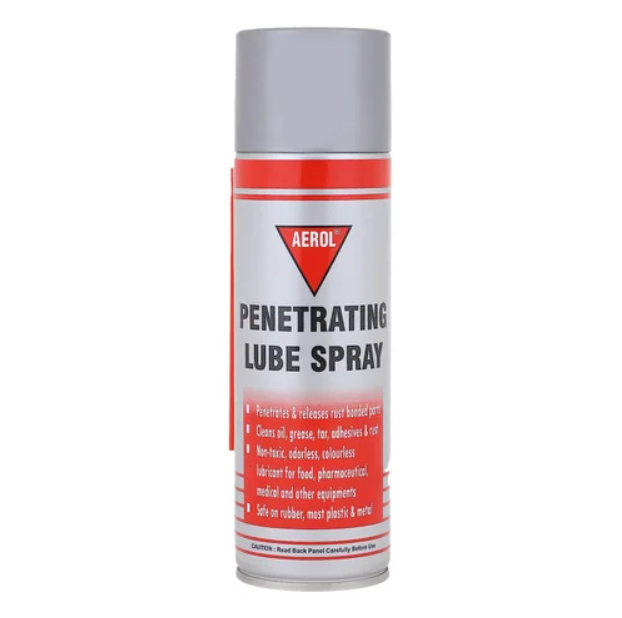 AEROL®
PENETRATING
LUBE SPRAY
Penetrates & releases rust bonded parts
Cleans oil, grease, tar, adhesives & rust
Non-toxic, odorless, colourless
lubricant for food, pharmaceutical,
medical and other equipments
Safe on rubber, most plastic & metal
CAUTION : Read Back Panel Carefully Before Use